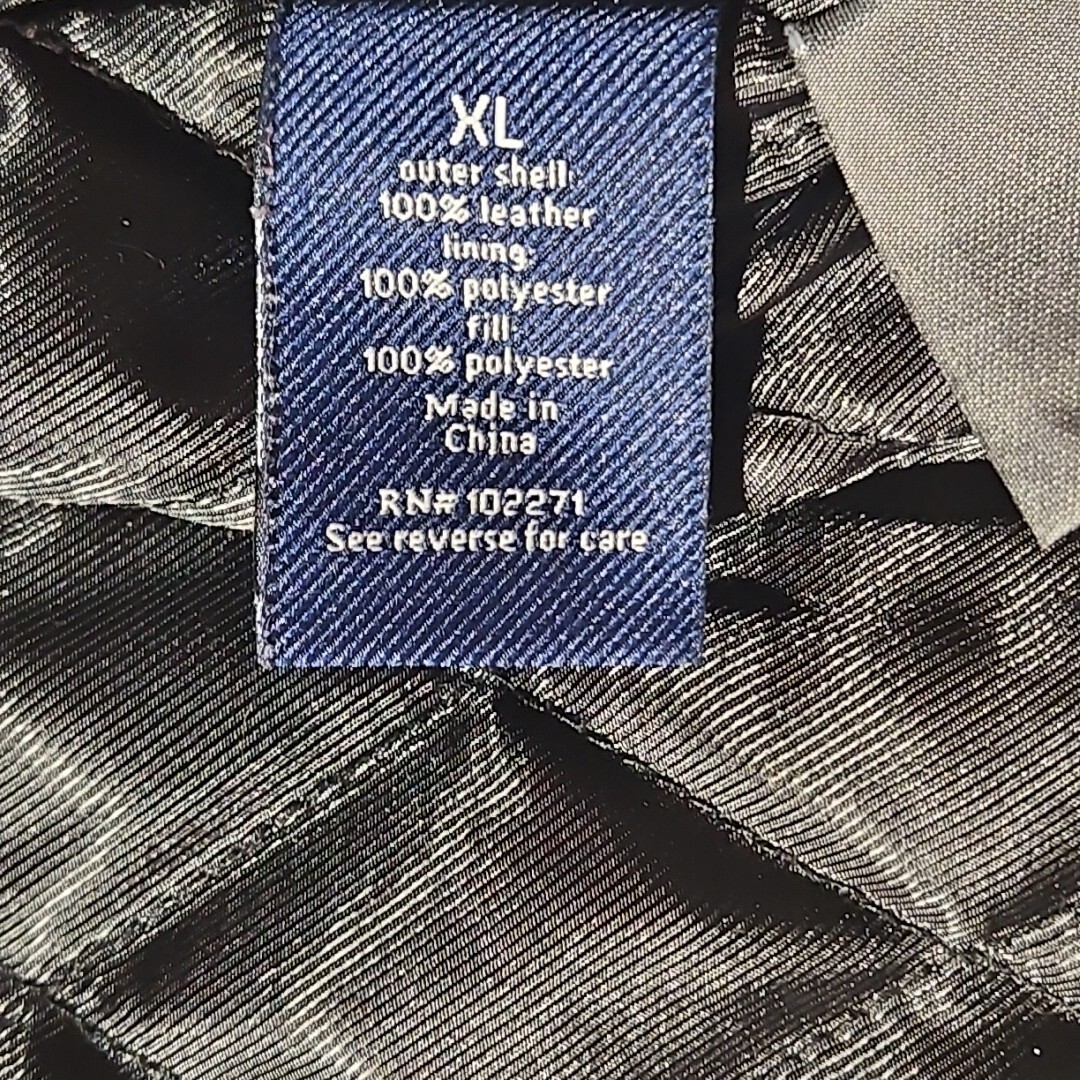 XL
outer shell:
100% leather
lining:
100% polyester
fill:
100% polyester
Made in
China
RN# 102271
See reverse for care